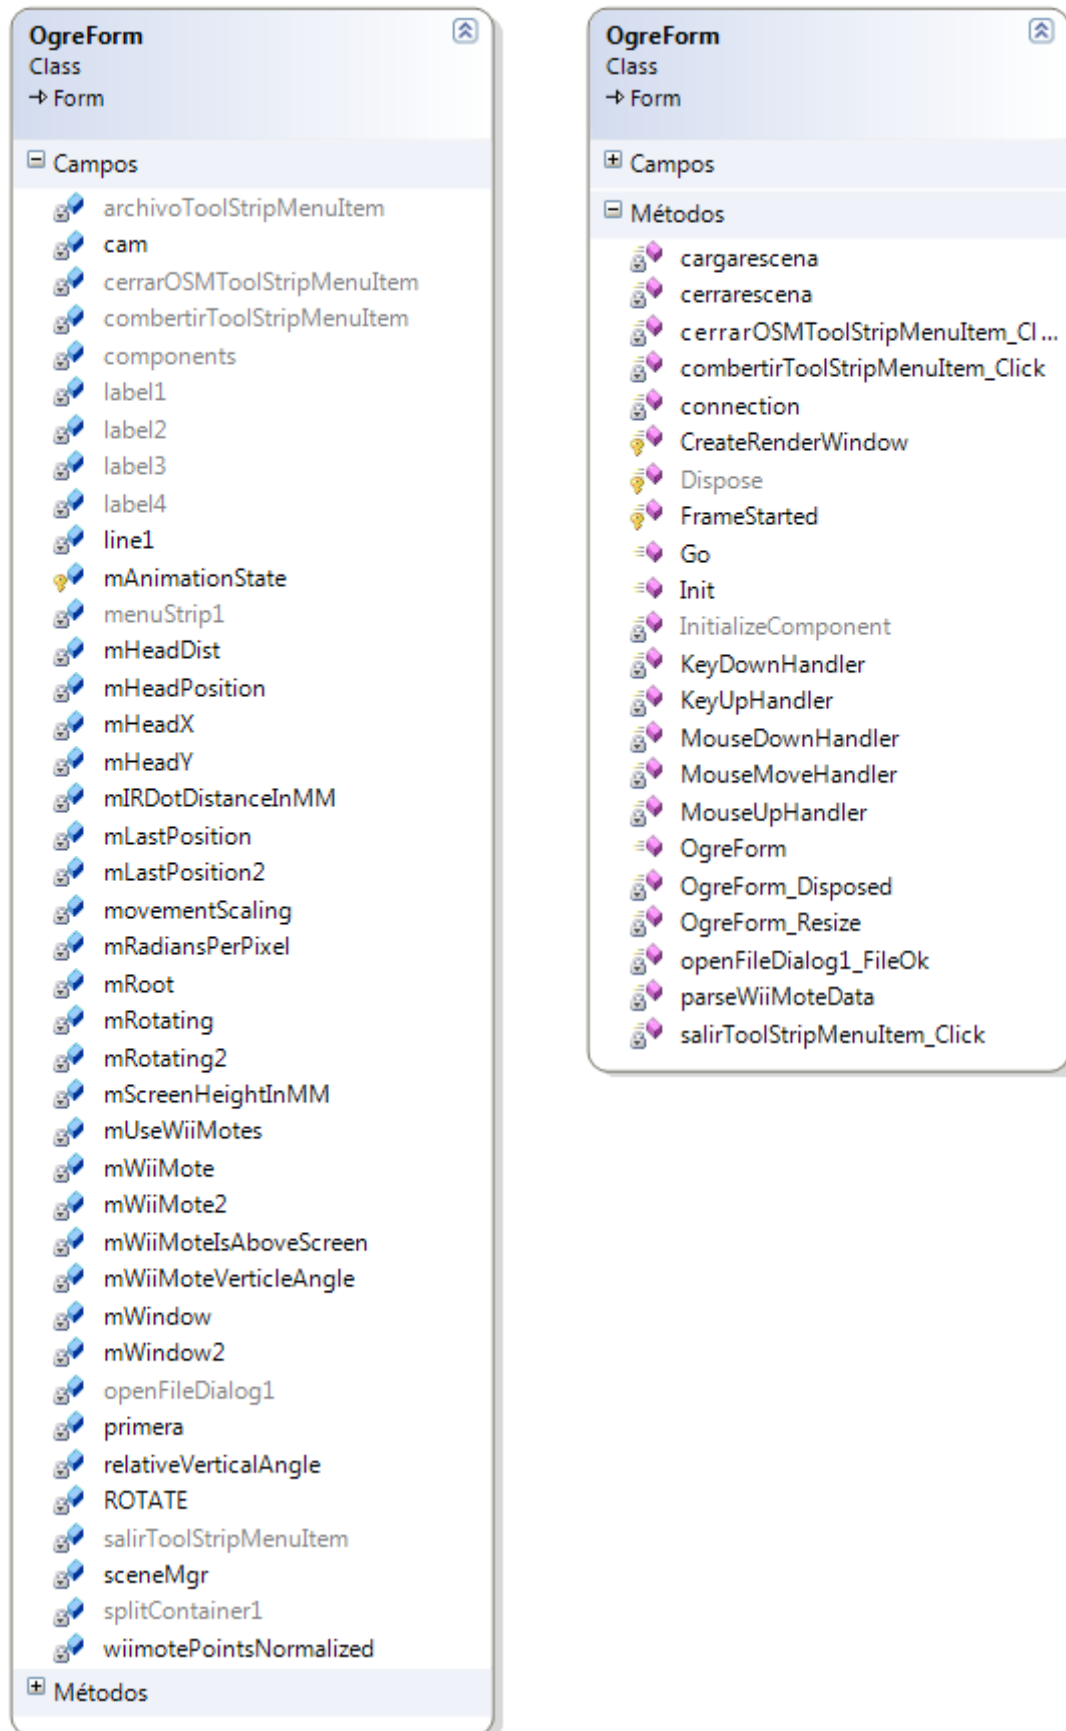 OgreForm
Class
Form
Campos
archivoToolStripMenuItem
cam
cerrarOSMToolStripMenuItem
combertirToolStripMenuItem
components
label1
label2
label3
label4
line1
mAnimationState
menuStrip1
mHeadDist
mHeadPosition
mHeadX
mHeadY
mIRDotDistanceInMM
mLastPosition
mLastPosition2
movementScaling
mRadiansPerPixel
mRoot
mRotating
mRotating2
mScreenHeightInMM
mUseWiiMotes
mWiiMote
mWiiMote2
mWiiMoteIsAboveScreen
mWiiMoteVerticleAngle
mWindow
mWindow2
openFileDialog1
primera
relativeVerticalAngle
ROTATE
salirToolStripMenuItem
sceneMgr
splitContainer1
wiimotePointsNormalized
Métodos
OgreForm
Class
Form
Campos
Métodos
cargarescena
cerrarescena
cerrarOSMToolStripMenuItem_Cl...
combertirToolStripMenuItem_Click
connection
CreateRenderWindow
Dispose
FrameStarted
Go
Init
InitializeComponent
KeyDownHandler
KeyUpHandler
MouseDownHandler
MouseMoveHandler
MouseUpHandler
OgreForm
OgreForm_Disposed
OgreForm_Resize
openFileDialog1_FileOk
parseWiiMoteData
salirToolStripMenuItem_Click